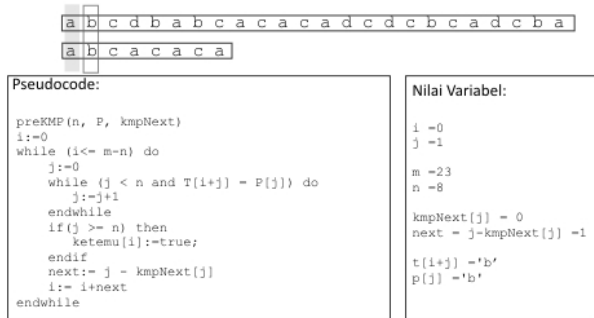 a b c d b a b c a c a c a d c d c b c a d c b a
a b c a c a c a
Pseudocode:
preKMP(n, P, kmpNext)
i:=0
while (i<= m-n) do
j:=0
while (j < n and T[i+j] = P[j]) do
j:=j+1
endwhile
if(j >= n) then
ketemu[i]:=true;
endif
next:= j - kmpNext[j]
i:= i+next
endwhile
Nilai Variabel:
i =0
j =1
m =23
n =8
kmpNext[j] = 0
next = j-kmpNext[j] =1
t[i+j] ='b'
p[j] ='b'